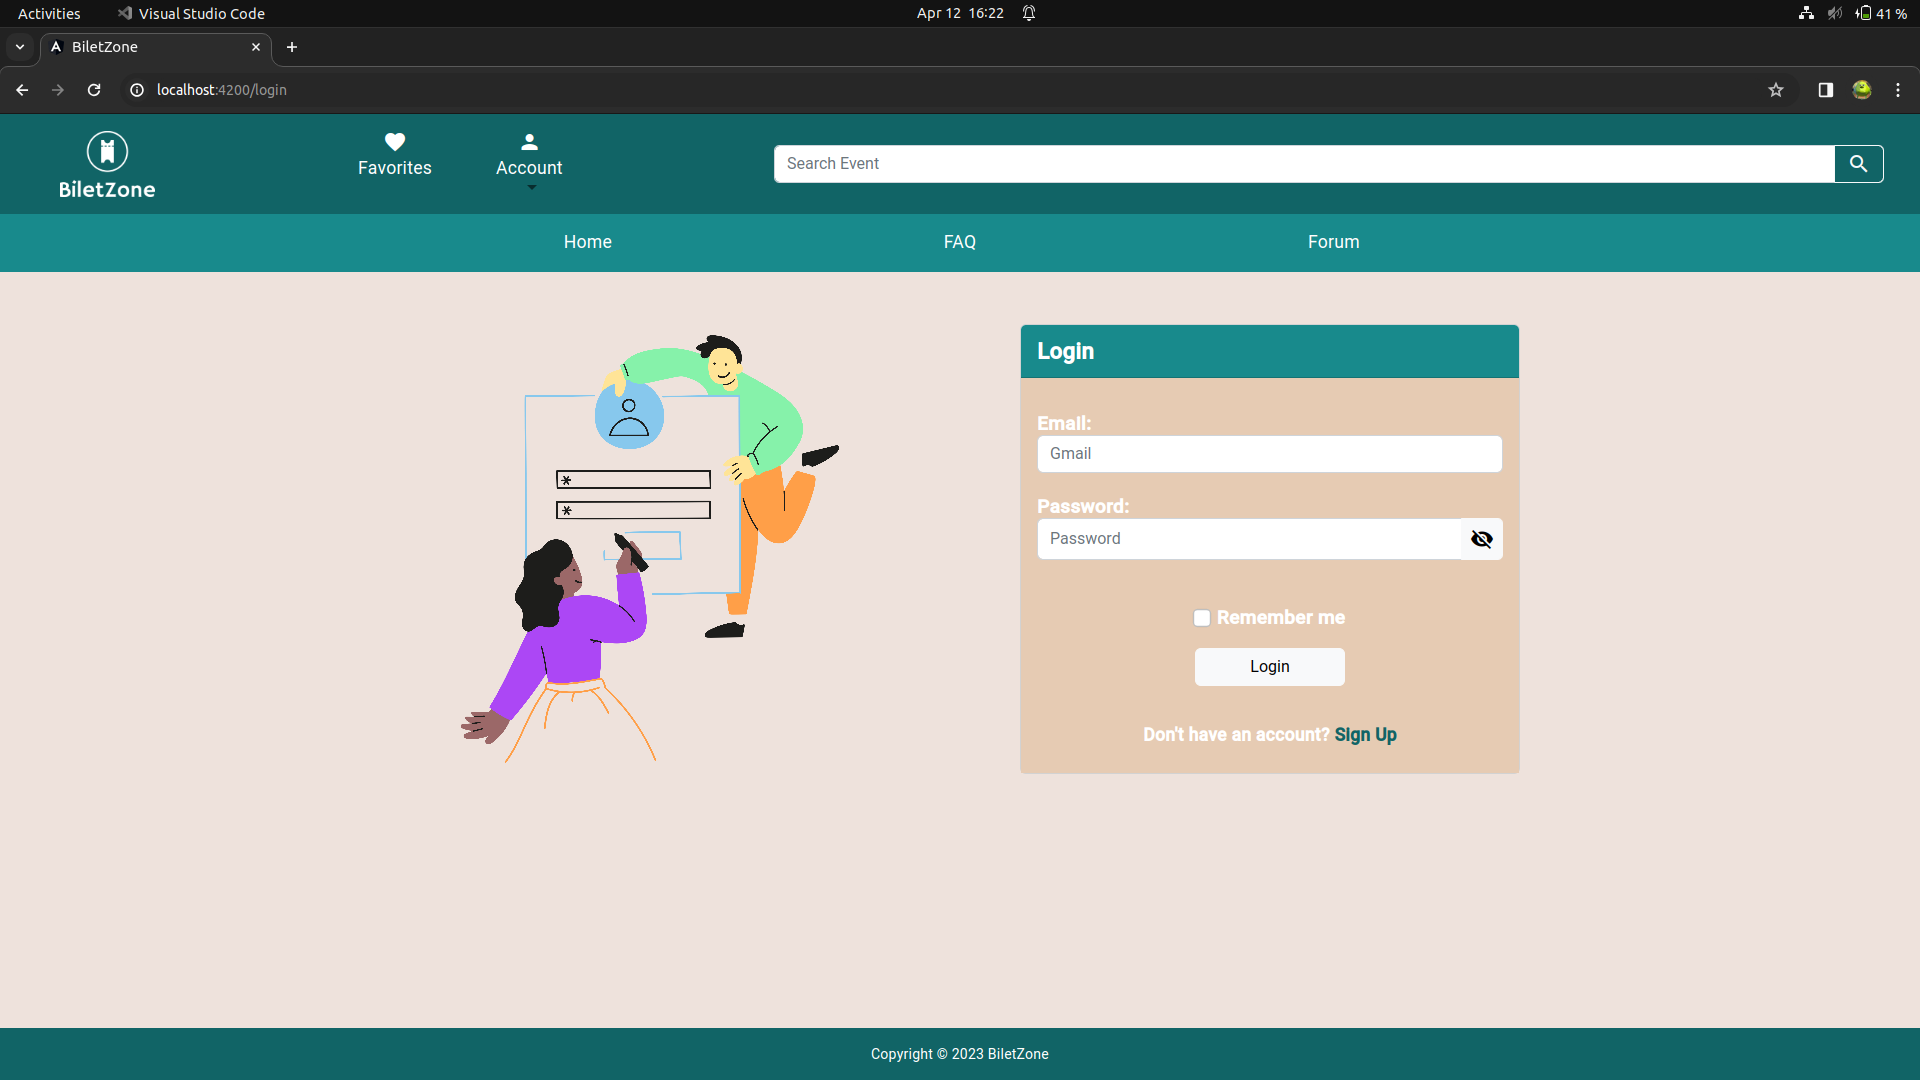 Activities
Visual Studio Code
Apr 12 16:22
41 %
BiletZone
localhost:4200/login
BiletZone
Favorites
Account
Search Event
Home
FAQ
Forum
Login
Email:
Gmail
Password:
Password
Remember me
Login
Don't have an account? Sign Up
Copyright © 2023 BiletZone